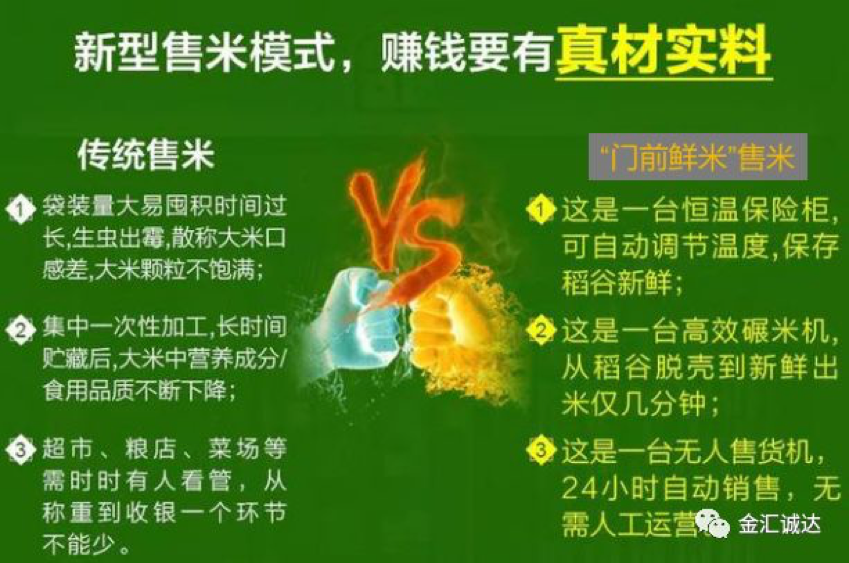 新型售米模式，赚钱要有真材实料
传统售米
1 袋装量大易囤积时间过
长,生虫出霉,散称大米口
感差,大米颗粒不饱满；
2 集中一次性加工,长时间
贮藏后,大米中营养成分/
食用品质不断下降；
3 超市、粮店、菜场等
需时时有人看管，从
称重到收银一个环节
不能少。
VS
“门前鲜米”售米
1 这是一台恒温保险柜,
可自动调节温度,保存
稻谷新鲜；
2 这是一台高效碾米机,
从稻谷脱壳到新鲜出
米仅几分钟；
3 这是一台无人售货机，
24小时自动销售，无
需人工运营
金汇诚达